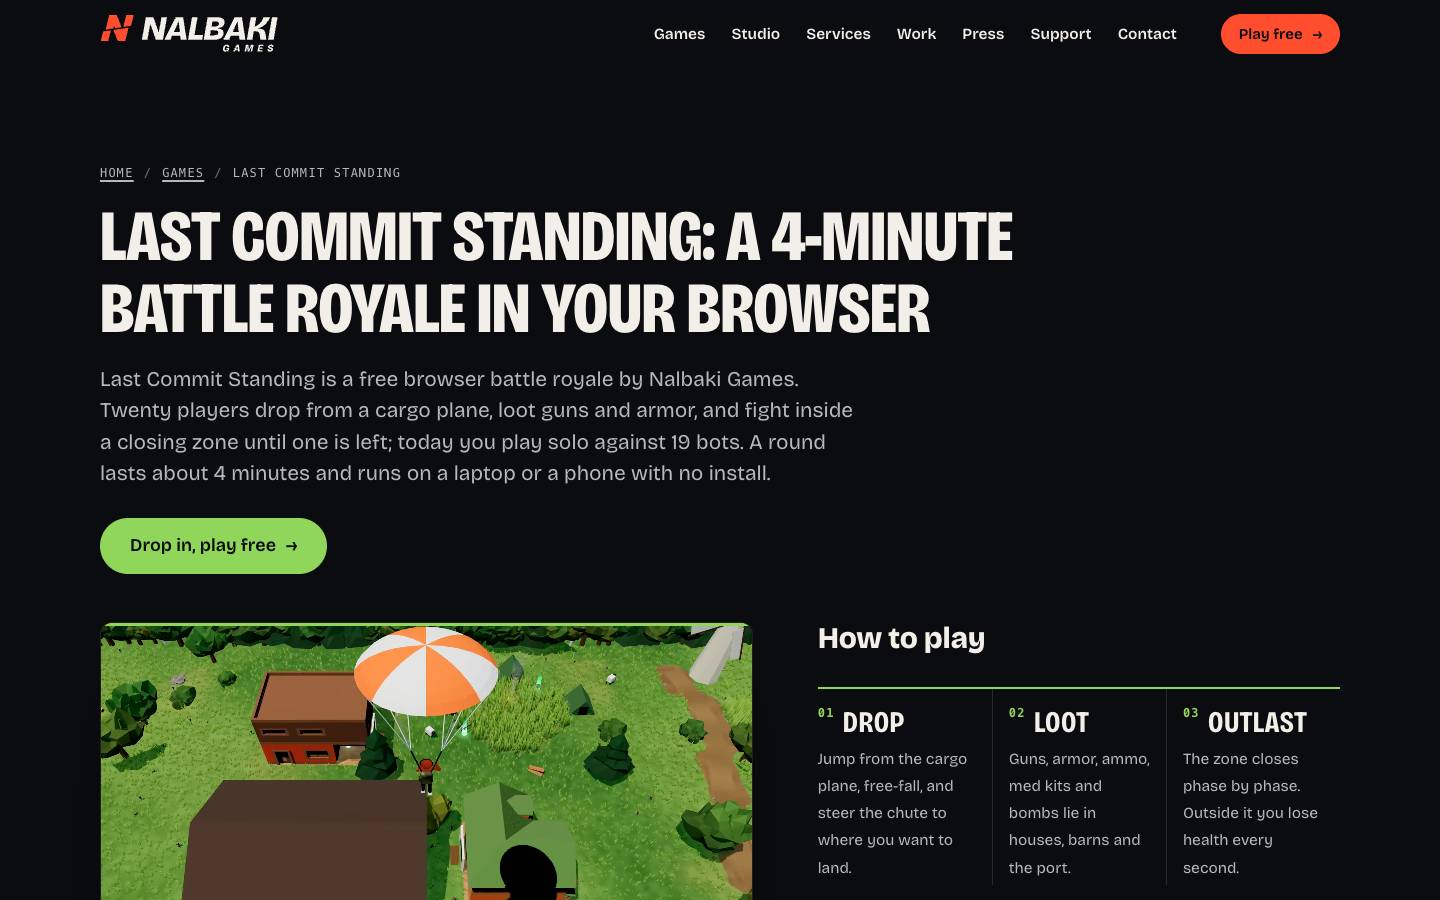 NALBAKI
GAMES
Games Studio Services Work Press Support Contact Play free →
HOME / GAMES / LAST COMMIT STANDING
LAST COMMIT STANDING: A 4-MINUTE
BATTLE ROYALE IN YOUR BROWSER
Last Commit Standing is a free browser battle royale by Nalbaki Games.
Twenty players drop from a cargo plane, loot guns and armor, and fight inside
a closing zone until one is left; today you play solo against 19 bots. A round
lasts about 4 minutes and runs on a laptop or a phone with no install.
Drop in, play free →
How to play
01 DROP
Jump from the cargo
plane, free-fall, and
steer the chute to
where you want to
land.
02 LOOT
Guns, armor, ammo,
med kits and
bombs lie in
houses, barns and
the port.
03 OUTLAST
The zone closes
phase by phase.
Outside it you lose
health every
second.